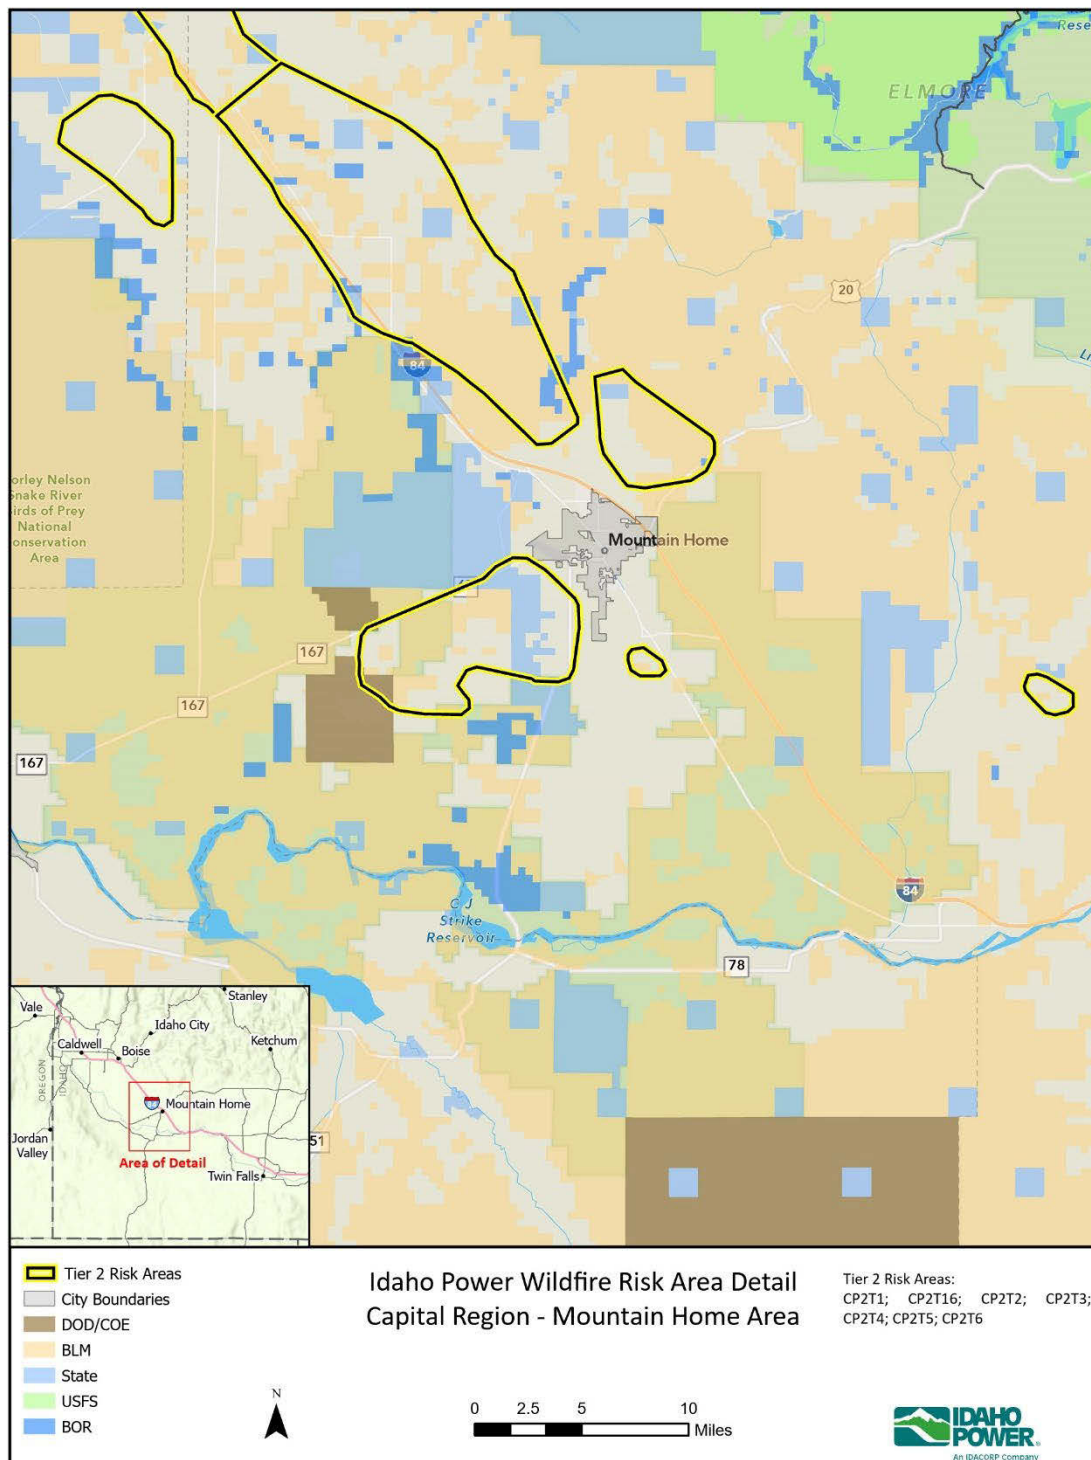 Rese
ELMORE
20
84
Li
orley Nelson
Snake River
Birds of Prey
National
onservation
Area
Mountain Home
167
167
167
84
C J
Strike
Reservoir
78
51
Stanley
Vale
Idaho City
Ketchum
Caldwell
Boise
OREGON
IDAHO
Mountain Home
Jordan
Valley
Area of Detail
Twin Falls
Tier 2 Risk Areas
City Boundaries
DOD/COE
BLM
State
USFS
BOR
Idaho Power Wildfire Risk Area Detail
Capital Region - Mountain Home Area
Tier 2 Risk Areas:
CP2T1; CP2T16; CP2T2; CP2T3;
CP2T4; CP2T5; CP2T6
N
0 2.5 5 10
Miles
IDAHO
POWER®
An IDACORP Company